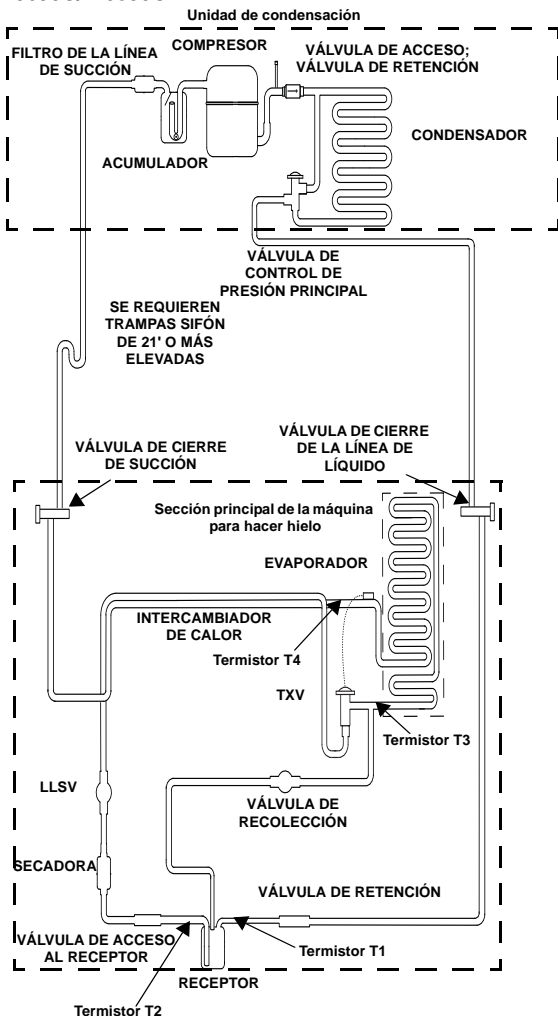 Unidad de condensación
FILTRO DE LA LÍNEA
DE SUCCIÓN
COMPRESOR
VÁLVULA DE ACCESO;
VÁLVULA DE RETENCIÓN
CONDENSADOR
ACUMULADOR
VÁLVULA DE
CONTROL DE
PRESIÓN PRINCIPAL
SE REQUIEREN
TRAMPAS SIFÓN
DE 21' O MÁS
ELEVADAS
VÁLVULA DE CIERRE
DE SUCCIÓN
VÁLVULA DE CIERRE
DE LA LÍNEA DE
LÍQUIDO
Sección principal de la máquina
para hacer hielo
EVAPORADOR
INTERCAMBIADOR
DE CALOR
Termistor T4
TXV
Termistor T3
LLSV
VÁLVULA DE
RECOLECCIÓN
SECADORA
VÁLVULA DE RETENCIÓN
VÁLVULA DE ACCESO
AL RECEPTOR
Termistor T1
RECEPTOR
Termistor T2